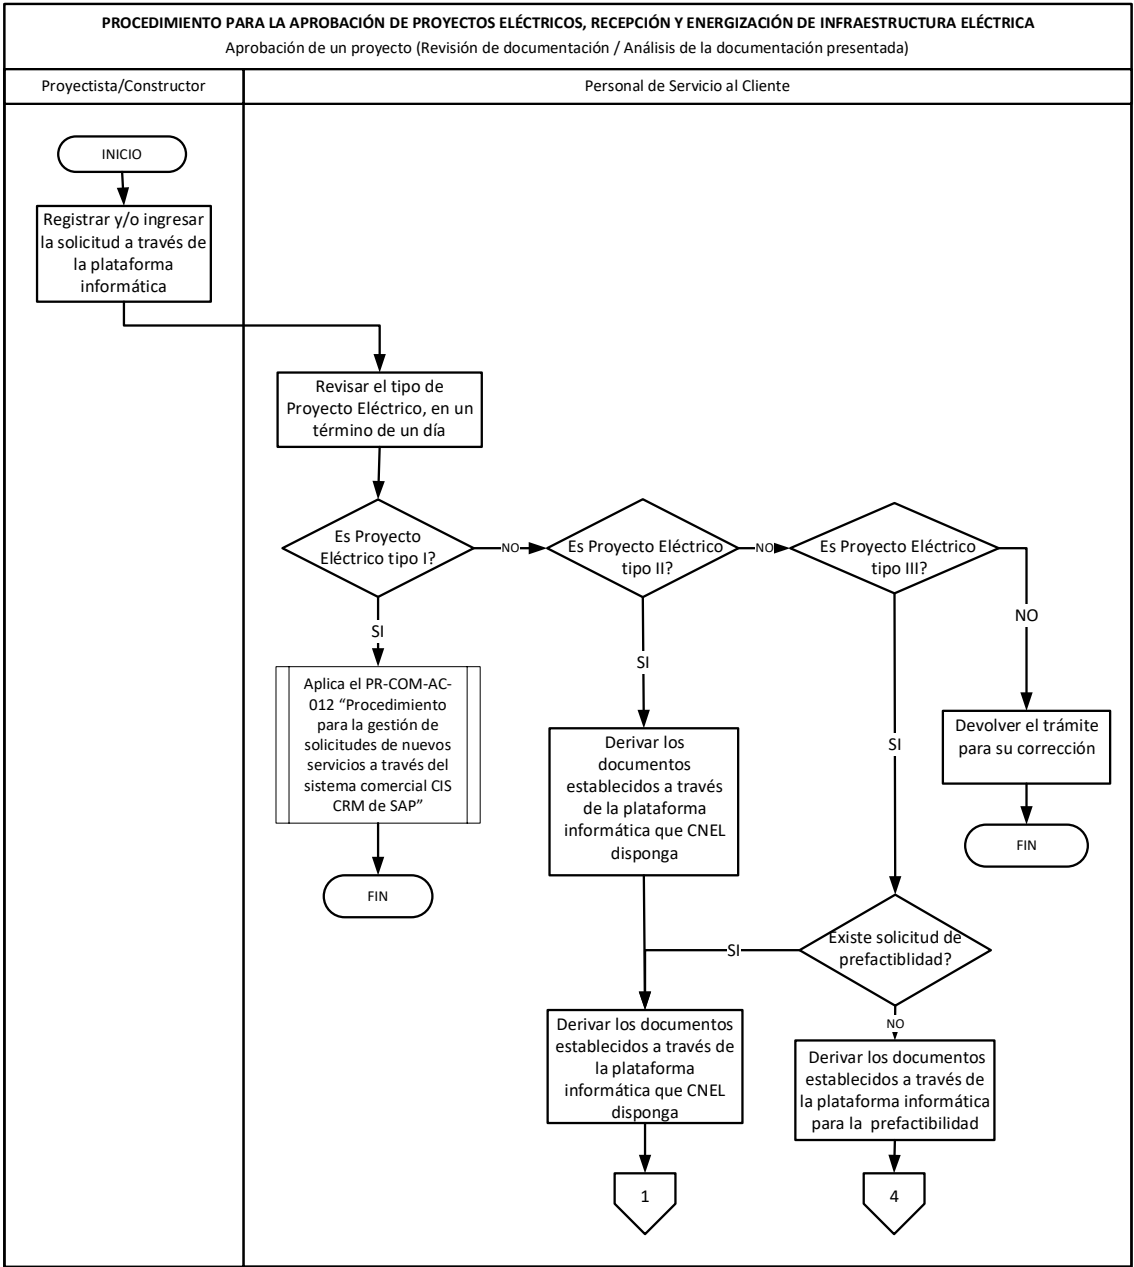 PROCEDIMIENTO PARA LA APROBACIÓN DE PROYECTOS ELÉCTRICOS, RECEPCIÓN Y ENERGIZACIÓN DE INFRAESTRUCTURA ELÉCTRICA
Aprobación de un proyecto (Revisión de documentación / Análisis de la documentación presentada)
Proyectista/Constructor
Personal de Servicio al Cliente
INICIO
Registrar y/o ingresar
la solicitud a través de
la plataforma
informática
Revisar el tipo de
Proyecto Eléctrico, en un
término de un día
Es Proyecto
Eléctrico tipo I?
NO
Es Proyecto Eléctrico
tipo II?
NO
Es Proyecto Eléctrico
tipo III?
NO
SI
SI
SI
Aplica el PR-COM-AC-
012 “Procedimiento
para la gestión de
solicitudes de nuevos
servicios a través del
sistema comercial CIS
CRM de SAP”
FIN
Derivar los
documentos
establecidos a través
de la plataforma
informática que CNEL
disponga
Devolver el trámite
para su corrección
FIN
Existe solicitud de
prefactiblidad?
SI
NO
Derivar los documentos
establecidos a través de
la plataforma
informática que CNEL
disponga
Derivar los documentos
establecidos a través de
la plataforma informática
para la prefactibilidad
1
4